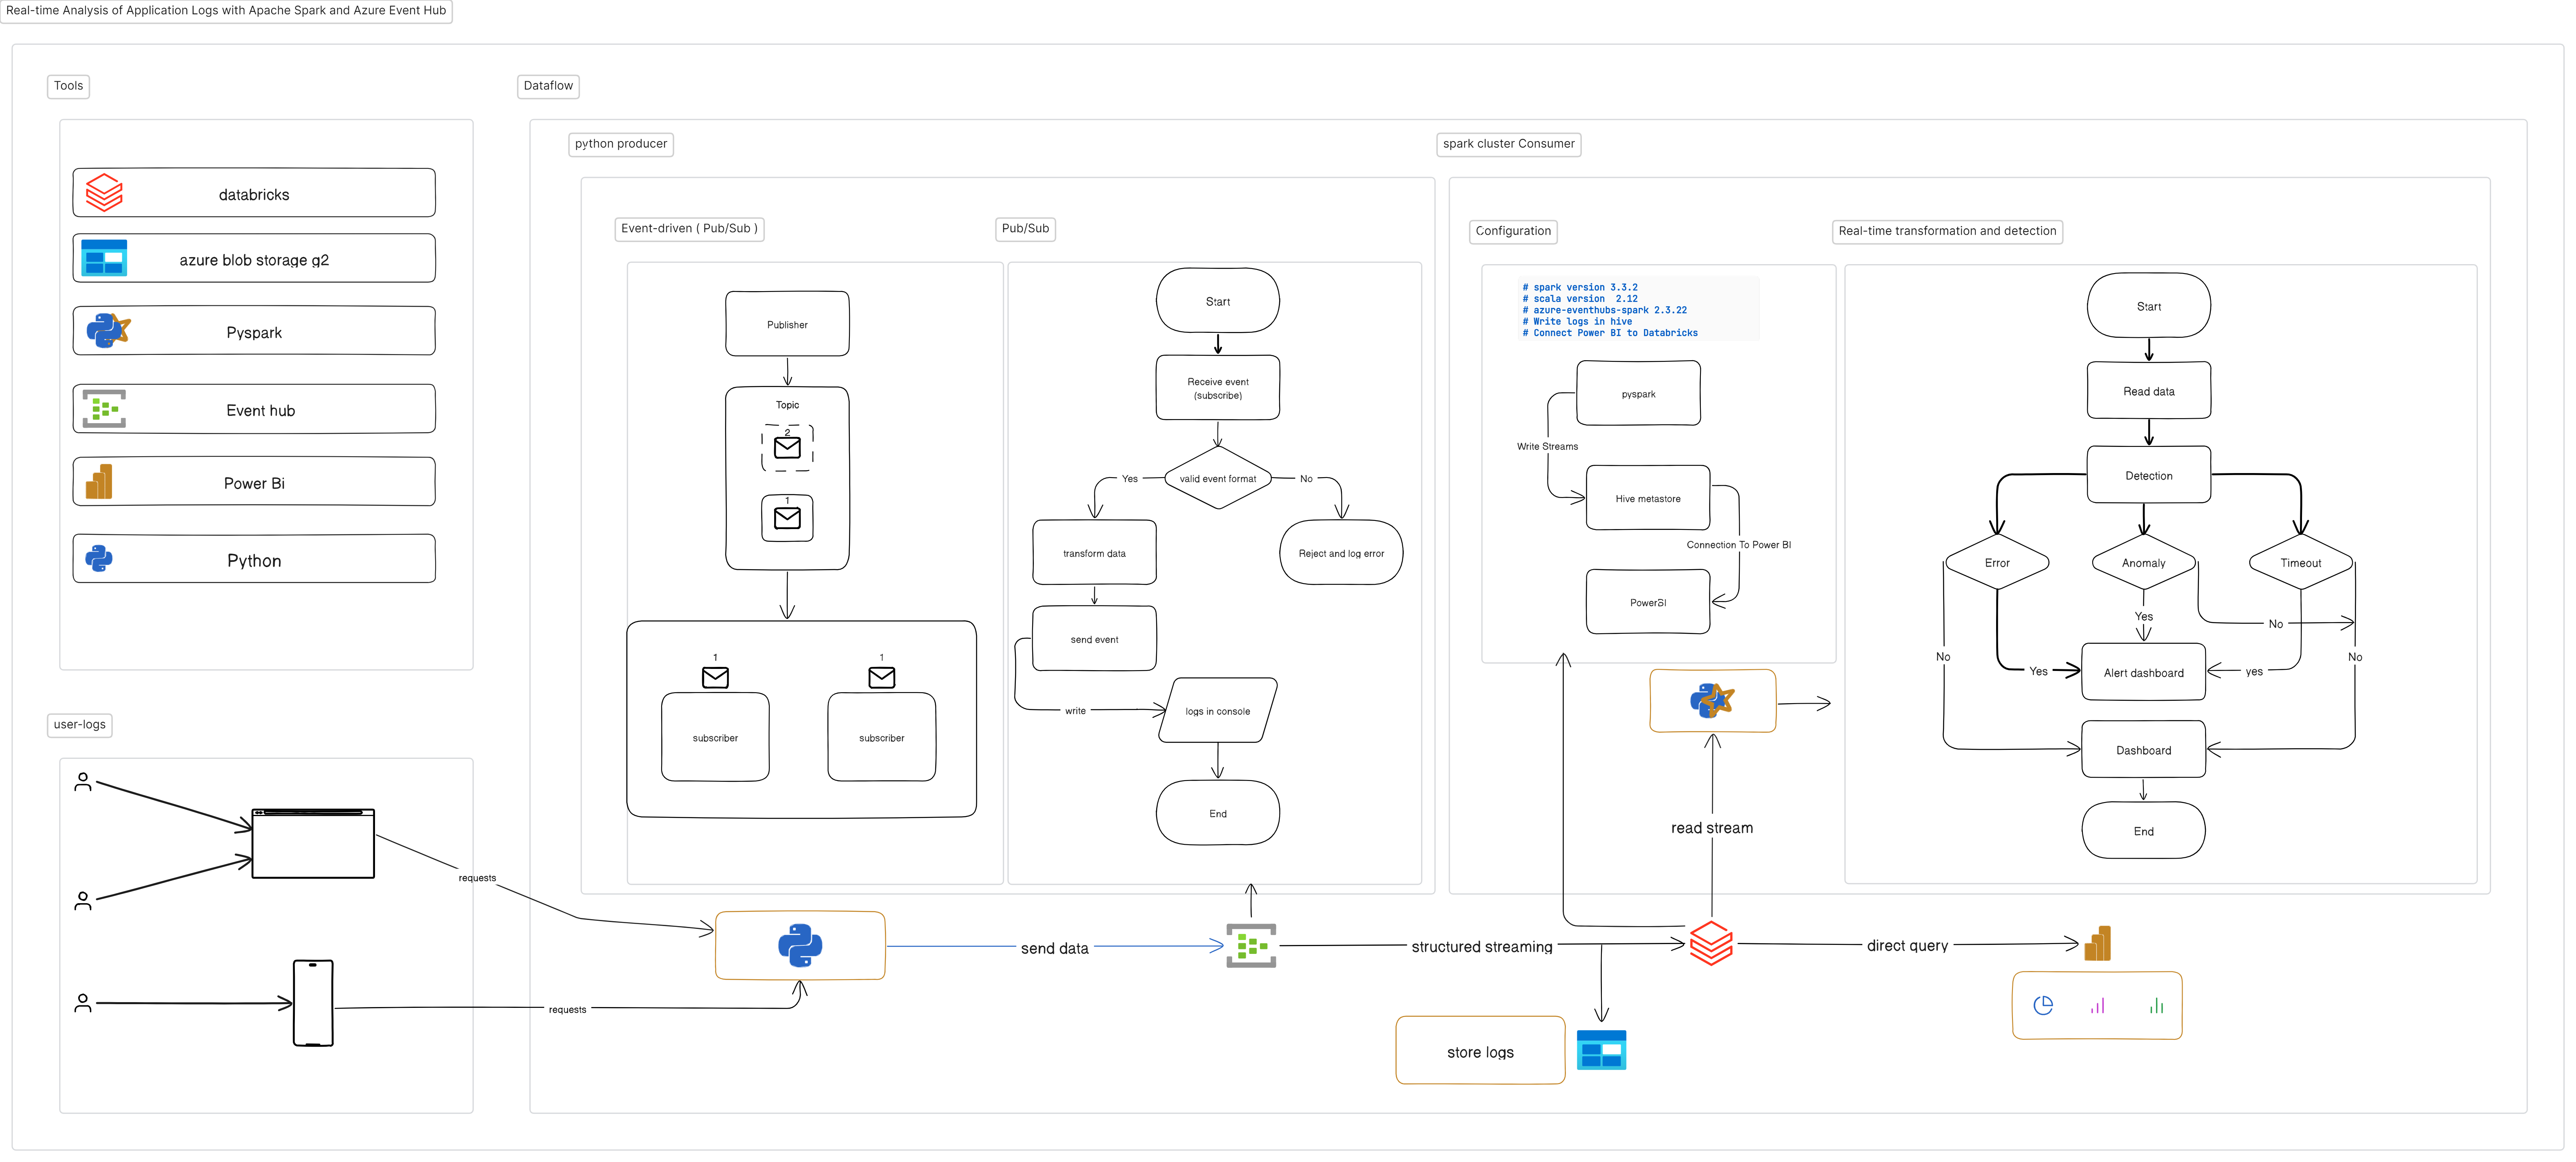 Real-time Analysis of Application Logs with Apache Spark and Azure Event Hub
Tools
databricks
azure blob storage g2
Pyspark
Event hub
Power Bi
Python
user-logs
requests
requests
Dataflow
python producer
Event-driven ( Pub/Sub )
Publisher
Topic
2
1
1
1
subscriber
subscriber
Pub/Sub
Start
Receive event
(subscribe)
valid event format
Yes
No
transform data
Reject and log error
send event
write
logs in console
End
send data
structured streaming
store logs
spark cluster Consumer
Configuration
# spark version 3.3.2
# scala version  2.12
# azure-eventhubs-spark 2.3.22
# Write logs in hive
# Connect Power BI to Databricks
pyspark
Write Streams
Hive metastore
Connection To Power BI
PowerBI
read stream
direct query
Real-time transformation and detection
Start
Read data
Detection
Error
Anomaly
Timeout
Yes
No
No
No
Yes
yes
Alert dashboard
Dashboard
End